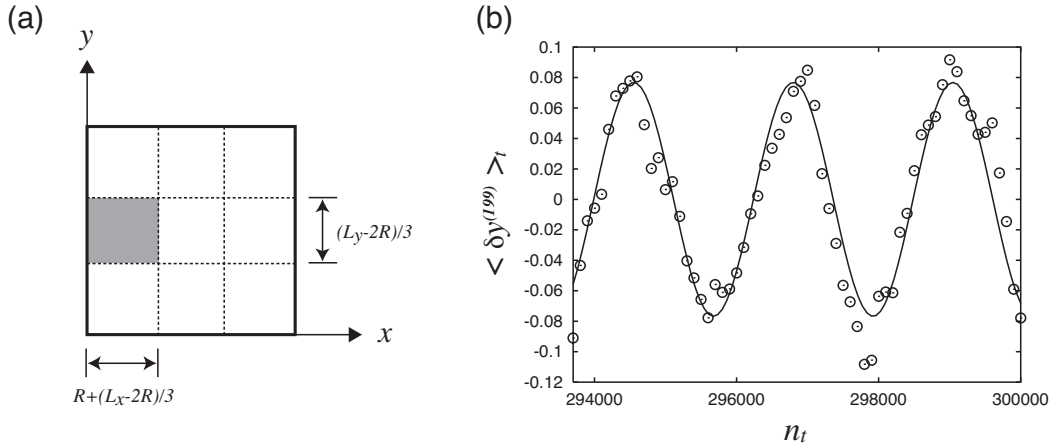 (a)
y
x
(Ly-2R)/3
R+(Lx-2R)/3
(b)
0.1
0.08
0.06
0.04
0.02
0
-0.02
-0.04
-0.06
-0.08
-0.1
-0.12
< δy(199) >t
294000 296000 298000 300000
nt